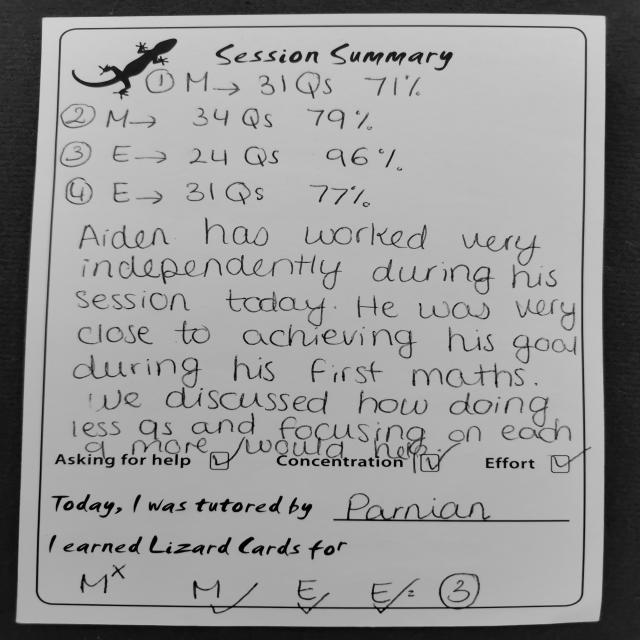 Session Summary
① M → 31 Qs 71%
② M → 34 Qs 79%
③ E → 24 Qs 96%
④ E → 31 Qs 77%
Aiden has worked very
independently during his
session today. He was very
close to achieving his goal
during his first maths.
We discussed how doing
less qs and focusing on each
q more would help.
Asking for help ☑ Concentration ☑ Effort ☑
Today, I was tutored by Parnian
I earned Lizard Cards for
M x M ✓ E ✓ E ✓ = ③